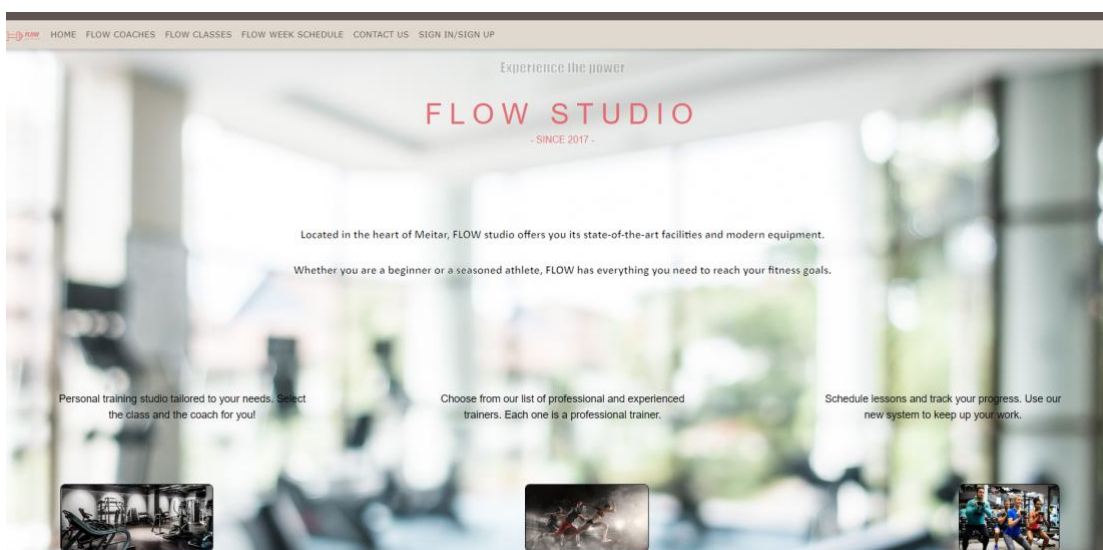 FLOW HOME FLOW COACHES FLOW CLASSES FLOW WEEK SCHEDULE CONTACT US SIGN IN/SIGN UP
Experience the power
FLOW STUDIO
- SINCE 2017 -
Located in the heart of Meitar, FLOW studio offers you its state-of-the-art facilities and modern equipment.
Whether you are a beginner or a seasoned athlete, FLOW has everything you need to reach your fitness goals.
Personal training studio tailored to your needs. Select
the class and the coach for you!
Choose from our list of professional and experienced
trainers. Each one is a professional trainer.
Schedule lessons and track your progress. Use our
new system to keep up your work.